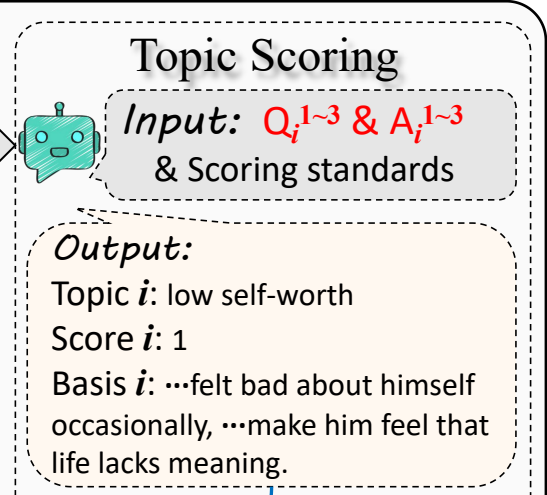 Topic Scoring
Input: Qi1~3 & Ai1~3
& Scoring standards
Output:
Topic i: low self-worth
Score i: 1
Basis i: ···felt bad about himself
occasionally, ···make him feel that
life lacks meaning.